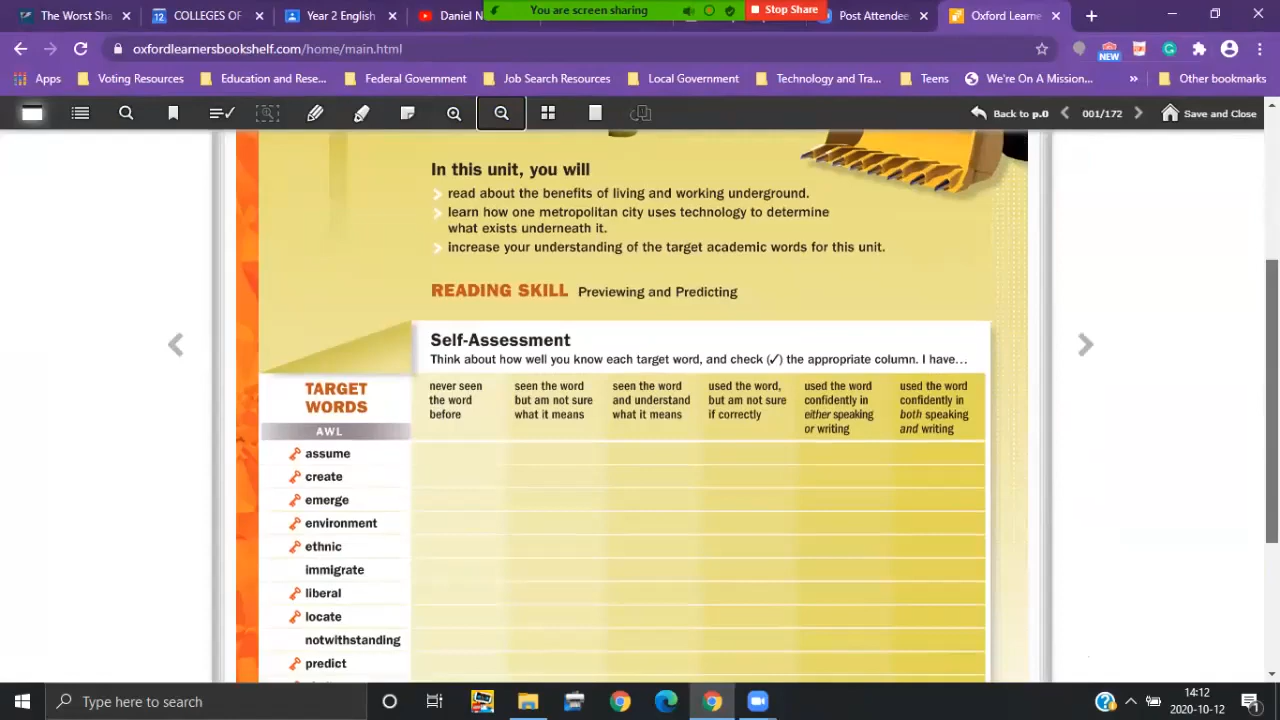 The Worst Sha
COLLEGES OF
Year 2 English
Daniel N
You are screen sharing
Stop Share
Post Attendee
Oxford Learne
oxfordlearnersbookshelf.com/home/main.html
NEW
Apps
Voting Resources
Education and Rese...
Federal Government
Job Search Resources
Local Government
Technology and Tra...
Teens
We're On A Mission...
Other bookmarks
Back to p.0
001/172
Save and Close
In this unit, you will
read about the benefits of living and working underground.
learn how one metropolitan city uses technology to determine
what exists underneath it.
increase your understanding of the target academic words for this unit.
READING SKILL Previewing and Predicting
Self-Assessment
Think about how well you know each target word, and check (✓) the appropriate column. I have…
TARGET
WORDS
AWL
never seen
the word
before
seen the word
but am not sure
what it means
seen the word
and understand
what it means
used the word,
but am not sure
if correctly
used the word
confidently in
either speaking
or writing
used the word
confidently in
both speaking
and writing
assume
create
emerge
environment
ethnic
immigrate
liberal
locate
notwithstanding
predict
Type here to search
14:12
2020-10-12